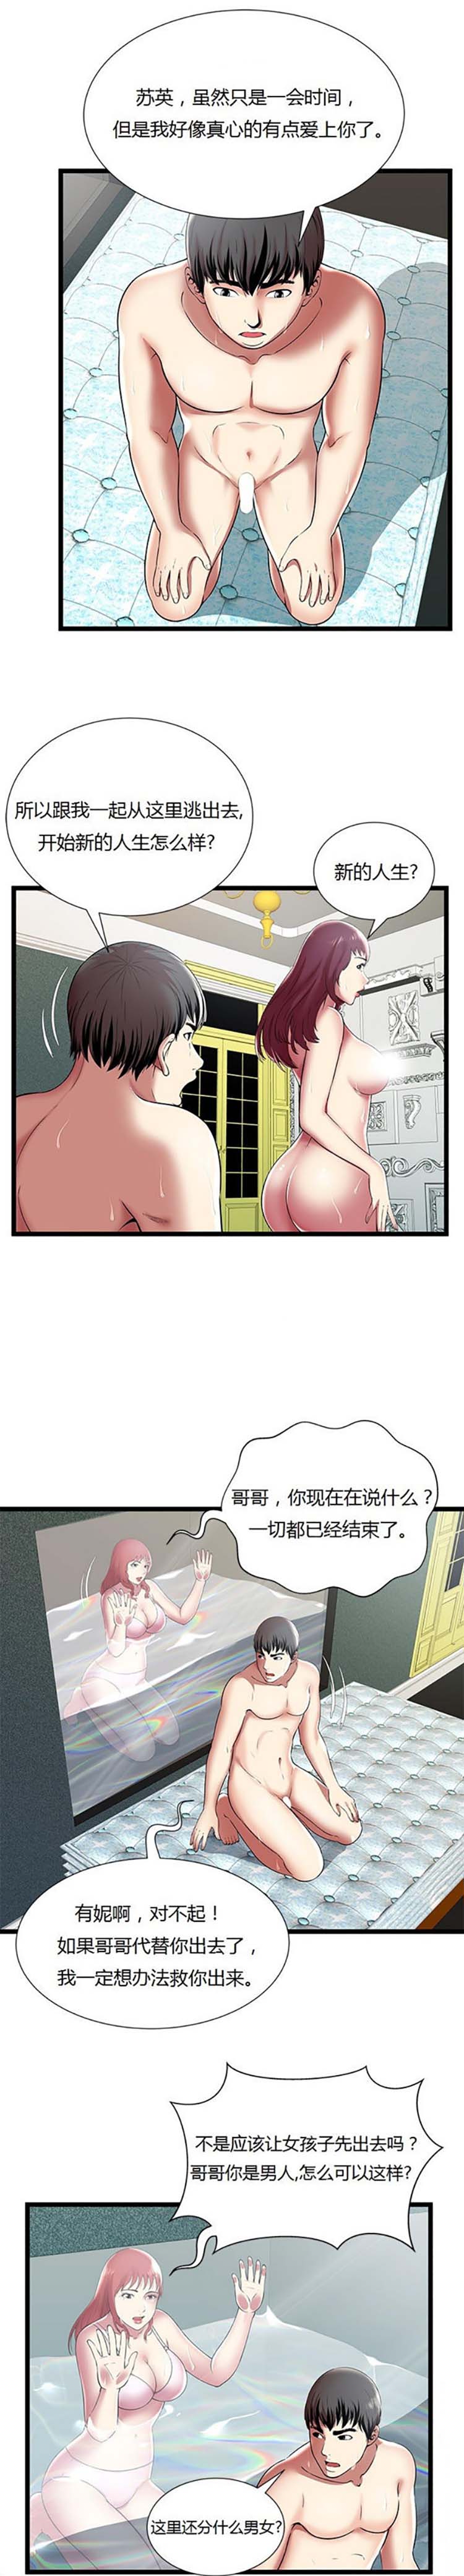 苏英，虽然只是一会时间，
但是我好像真心的有点爱上你了。
所以跟我一起从这里逃出去,
开始新的人生怎么样?
新的人生?
哥哥，你现在在说什么？
一切都已经结束了。
有妮啊，对不起！
如果哥哥代替你出去了，
我一定想办法救你出来。
不是应该让女孩子先出去吗？
哥哥你是男人,怎么可以这样?
这里还分什么男女?